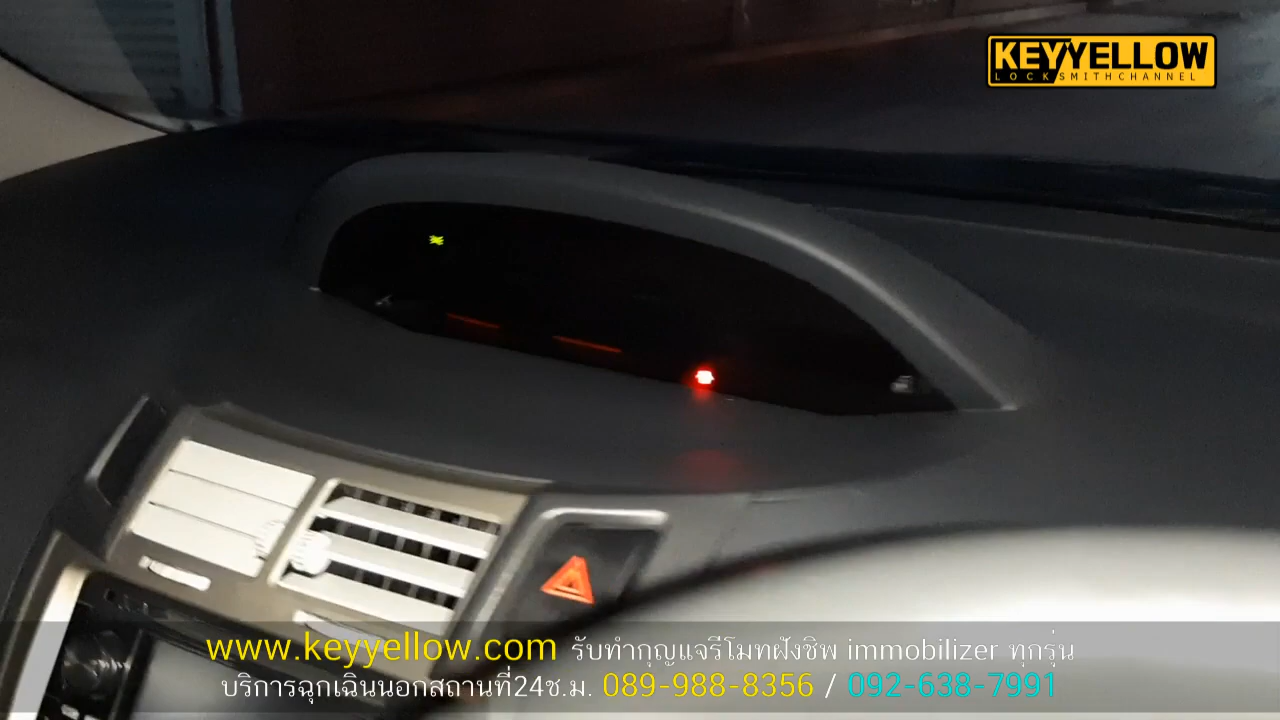 KEYYELLOW
LOCKSMITHCHANNEL
www.keyyellow.com รับทำกุญแจรีโมทฝังชิพ immobilizer ทุกรุ่น
บริการฉุกเฉินนอกสถานที่24ช.ม. 089-988-8356 / 092-638-7991